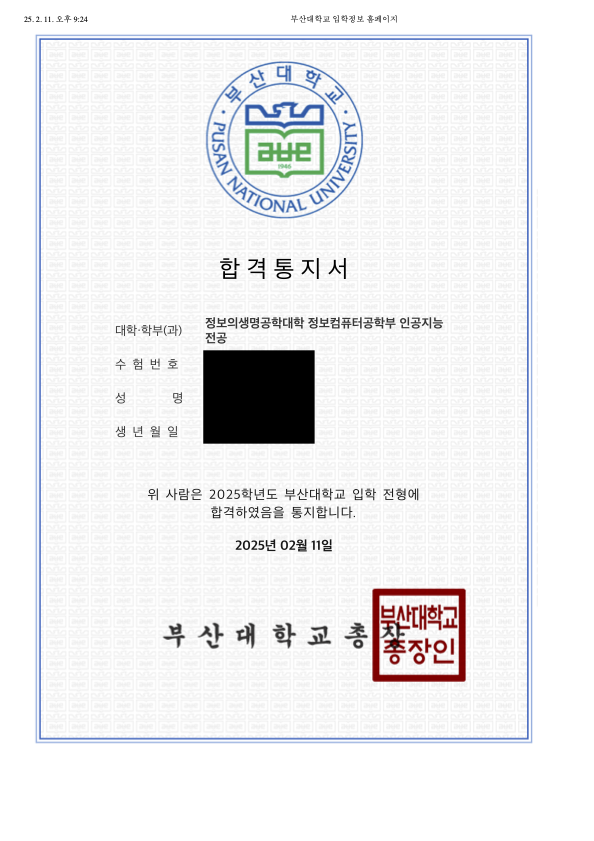 25. 2. 11. 오후 9:24
부산대학교 입학정보 홈페이지
· 부산대학교 ·
PUSAN NATIONAL UNIVERSITY
1946
합격통지서
대학·학부(과)
정보의생명공학대학 정보컴퓨터공학부 인공지능
전공
수 험 번 호
성 명
생 년 월 일
위 사람은 2025학년도 부산대학교 입학 전형에
합격하였음을 통지합니다.
2025년 02월 11일
부산대학교총장
부산대학교
총장인